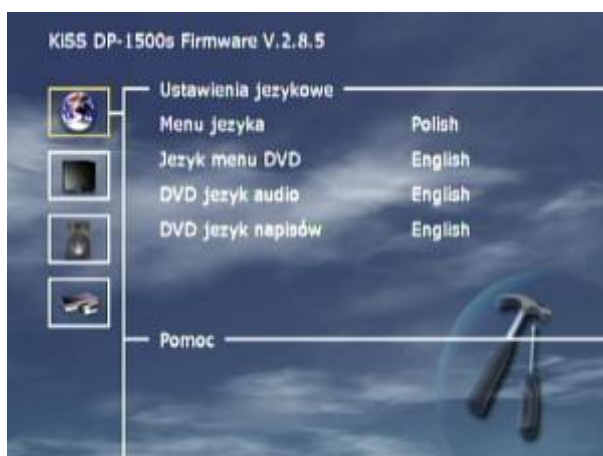 KISS DP-1500s Firmware V.2.8.5
Ustawienia jezykowe
Menu jezyka Polish
Jezyk menu DVD English
DVD jezyk audio English
DVD jezyk napisów English
Pomoc